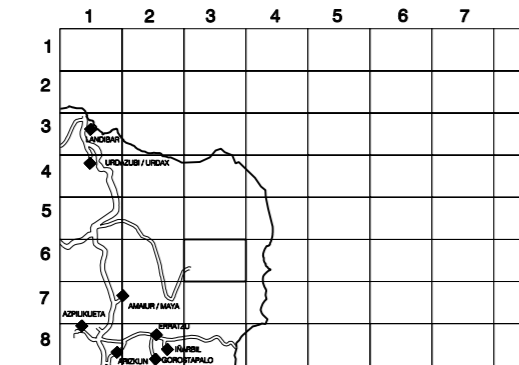 1 2 3 4 5 6 7
1
2
3
LANDIBAR
4
URDAZUBI / URDAX
5
6
7
AMAIUR / MAYA
AZPILIKUETA
ERRATZU
8
IÑARBIL
ARIZKUN
GOROSTAPALO